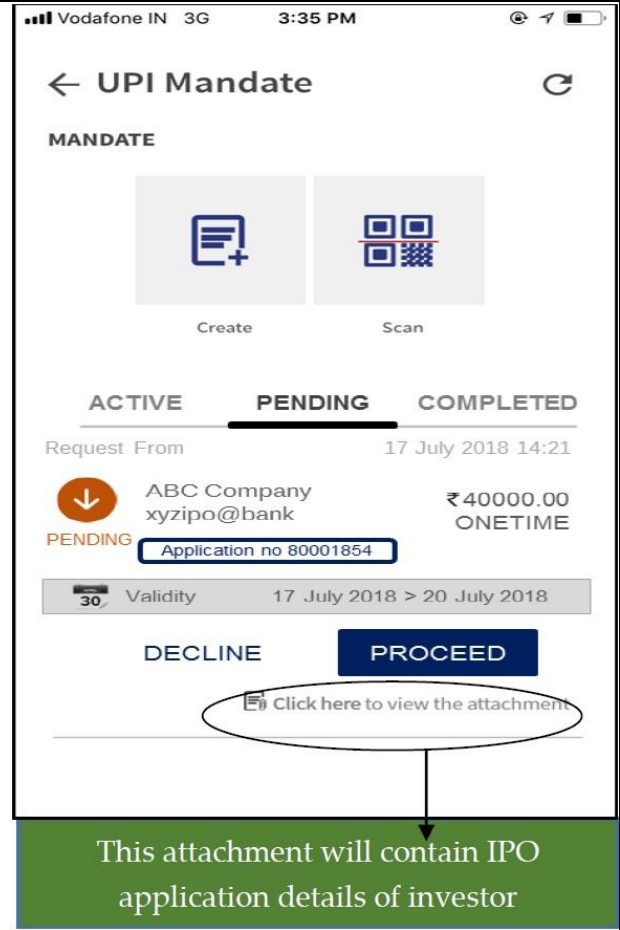 Vodafone IN 3G 3:35 PM
← UPI Mandate
MANDATE
Create Scan
ACTIVE PENDING COMPLETED
Request From 17 July 2018 14:21
ABC Company ₹40000.00
xyzipo@bank ONETIME
PENDING
Application no 80001854
30 Validity 17 July 2018 > 20 July 2018
DECLINE PROCEED
Click here to view the attachment
This attachment will contain IPO
application details of investor